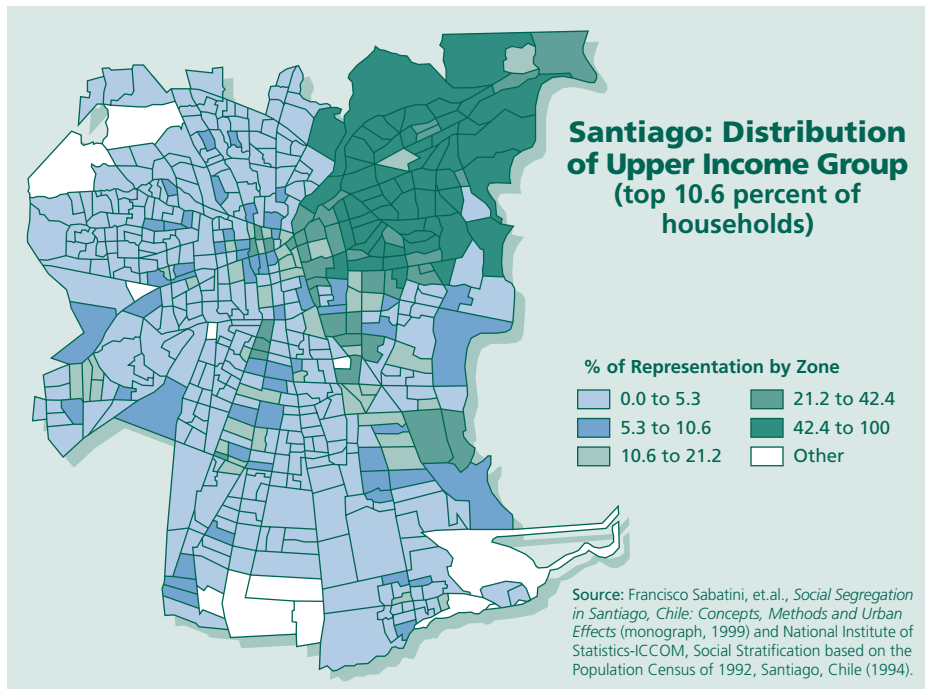 Santiago: Distribution
of Upper Income Group
(top 10.6 percent of
households)
% of Representation by Zone
0.0 to 5.3
5.3 to 10.6
10.6 to 21.2
21.2 to 42.4
42.4 to 100
Other
Source: Francisco Sabatini, et.al., Social Segregation
in Santiago, Chile: Concepts, Methods and Urban
Effects (monograph, 1999) and National Institute of
Statistics-ICCOM, Social Stratification based on the
Population Census of 1992, Santiago, Chile (1994).